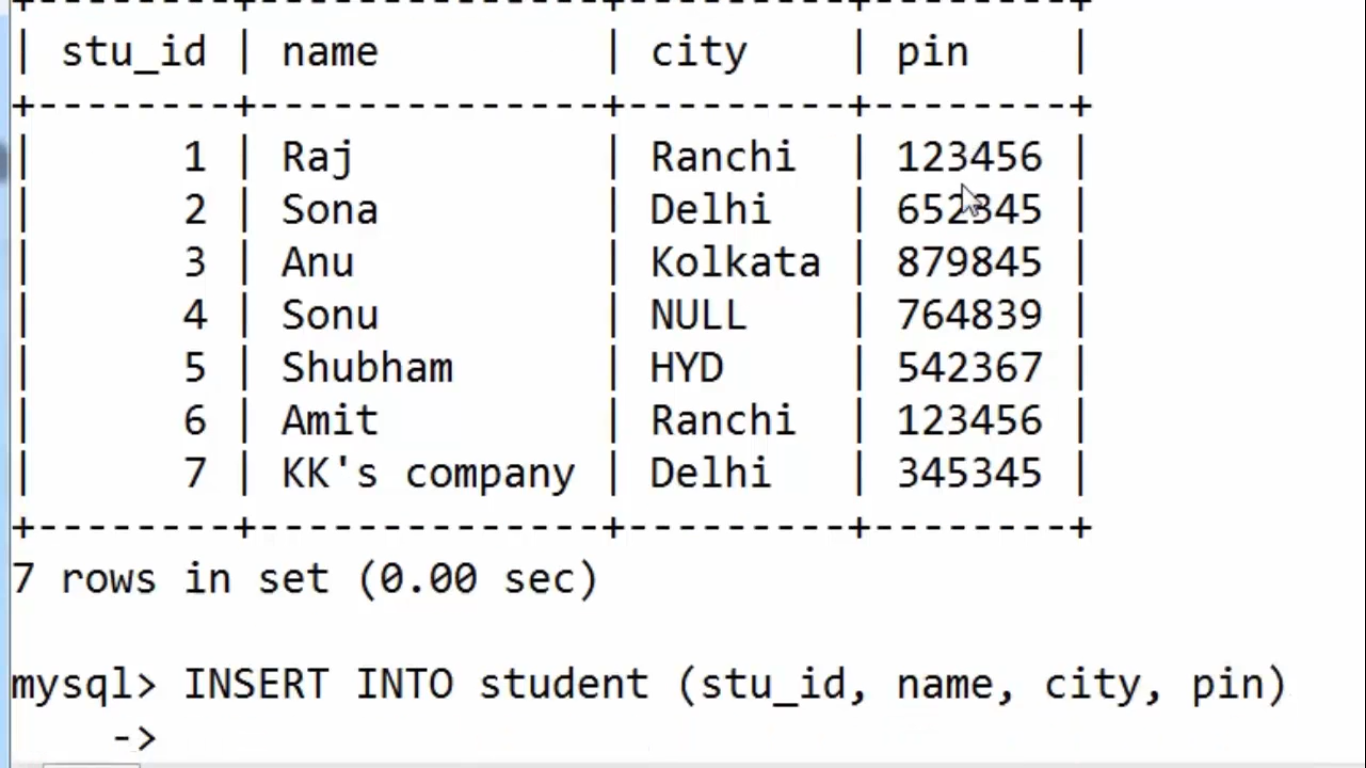 +--------+--------------+---------+--------+
| stu_id | name         | city    | pin    |
+--------+--------------+---------+--------+
|      1 | Raj          | Ranchi  | 123456 |
|      2 | Sona         | Delhi   | 652345 |
|      3 | Anu          | Kolkata | 879845 |
|      4 | Sonu         | NULL    | 764839 |
|      5 | Shubham      | HYD     | 542367 |
|      6 | Amit         | Ranchi  | 123456 |
|      7 | KK's company | Delhi   | 345345 |
+--------+--------------+---------+--------+
7 rows in set (0.00 sec)
mysql> INSERT INTO student (stu_id, name, city, pin)
    ->